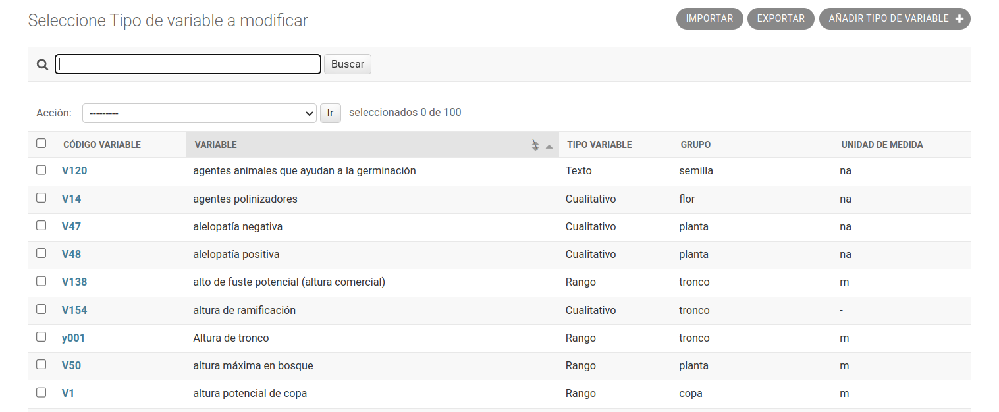 Seleccione Tipo de variable a modificar
IMPORTAR EXPORTAR AÑADIR TIPO DE VARIABLE
Buscar
Acción: --------- Ir seleccionados 0 de 100
CÓDIGO VARIABLE VARIABLE TIPO VARIABLE GRUPO UNIDAD DE MEDIDA
V120 agentes animales que ayudan a la germinación Texto semilla na
V14 agentes polinizadores Cualitativo flor na
V47 alelopatía negativa Cualitativo planta na
V48 alelopatía positiva Cualitativo planta na
V138 alto de fuste potencial (altura comercial) Rango tronco m
V154 altura de ramificación Cualitativo tronco -
y001 Altura de tronco Rango tronco m
V50 altura máxima en bosque Rango planta m
V1 altura potencial de copa Rango copa m